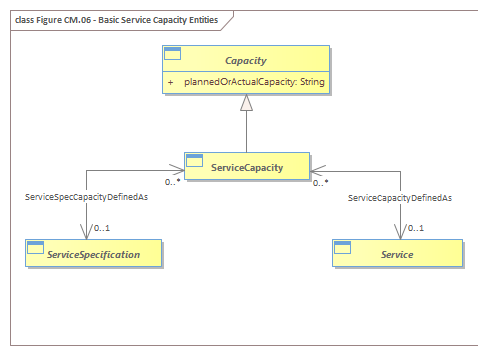 class Figure CM.06 - Basic Service Capacity Entities
Capacity
+ plannedOrActualCapacity: String
ServiceCapacity
0..*
0..*
ServiceSpecCapacityDefinedAs
ServiceCapacityDefinedAs
0..1
0..1
ServiceSpecification
Service